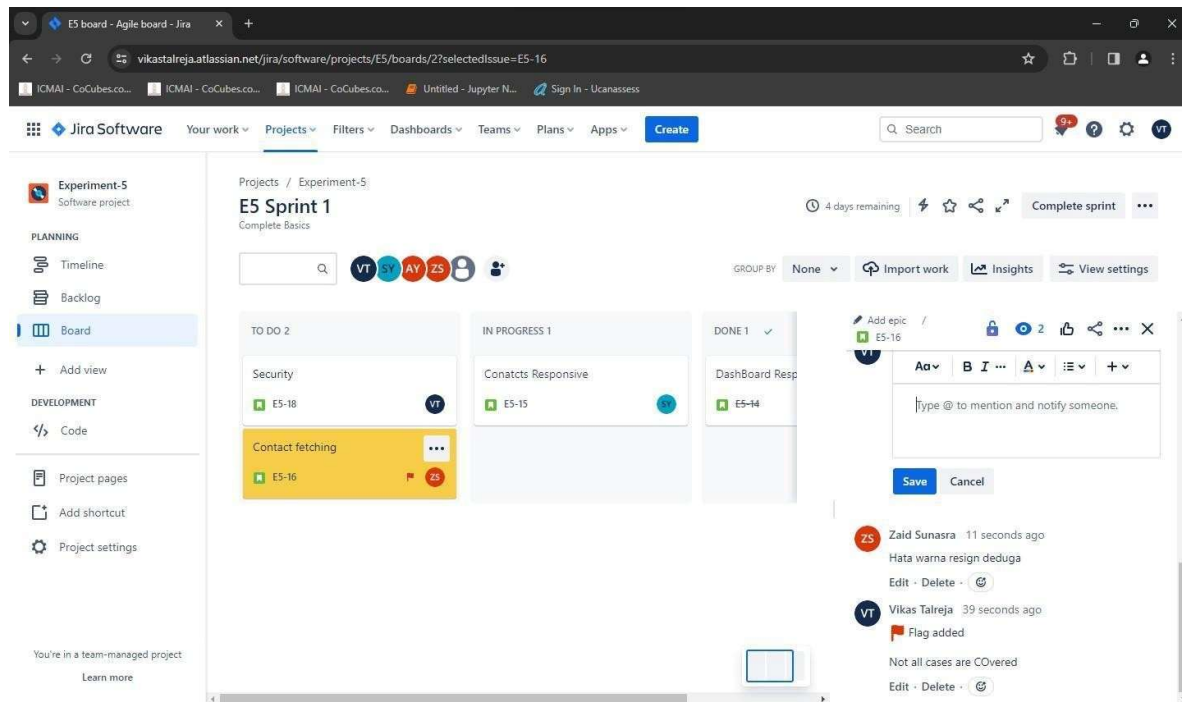 E5 board - Agile board - Jira
vikastalreja.atlassian.net/jira/software/projects/E5/boards/2?selectedIssue=E5-16
ICMAI - CoCubes.co... ICMAI - CoCubes.co... ICMAI - CoCubes.co... Untitled - Jupyter N... Sign In - Ucanassess
Jira Software Your work Projects Filters Dashboards Teams Plans Apps Create Search 9+ VT
Experiment-5
Software project
PLANNING
Timeline
Backlog
Board
Add view
DEVELOPMENT
Code
Project pages
Add shortcut
Project settings
You're in a team-managed project
Learn more
Projects / Experiment-5
E5 Sprint 1
Complete Basics
4 days remaining Complete sprint
VT SY AY ZS
GROUP BY None Import work Insights View settings
TO DO 2
Security
E5-18 VT
Contact fetching
E5-16 ZS
IN PROGRESS 1
Conatcts Responsive
E5-15 SY
DONE 1
DashBoard Resp
E5-14
Add epic /
E5-16
2
VT
Aa B I ... A +
Type @ to mention and notify someone.
Save Cancel
ZS Zaid Sunasra 11 seconds ago
Hata warna resign deduga
Edit · Delete ·
VT Vikas Talreja 39 seconds ago
Flag added
Not all cases are COvered
Edit · Delete ·